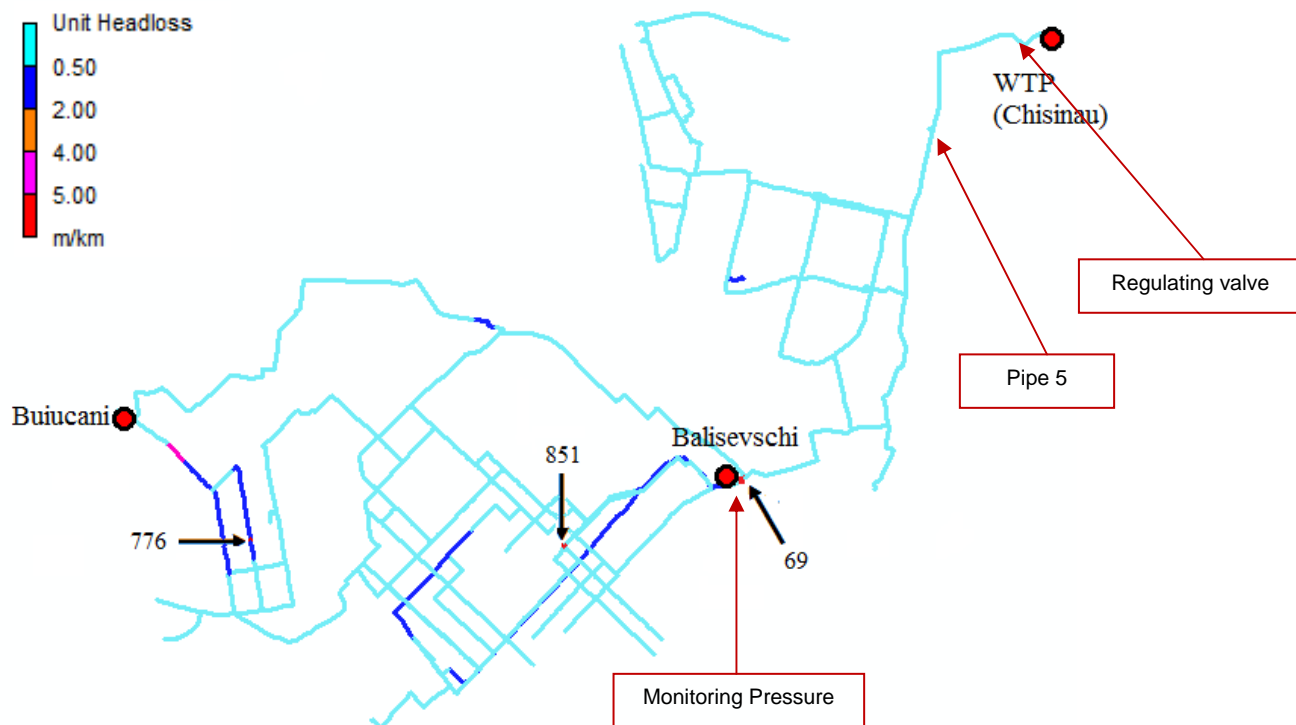 Unit Headloss
0.50
2.00
4.00
5.00
m/km
WTP
(Chisinau)
Regulating valve
Pipe 5
Buiucani
Balisevschi
851
776
69
Monitoring Pressure